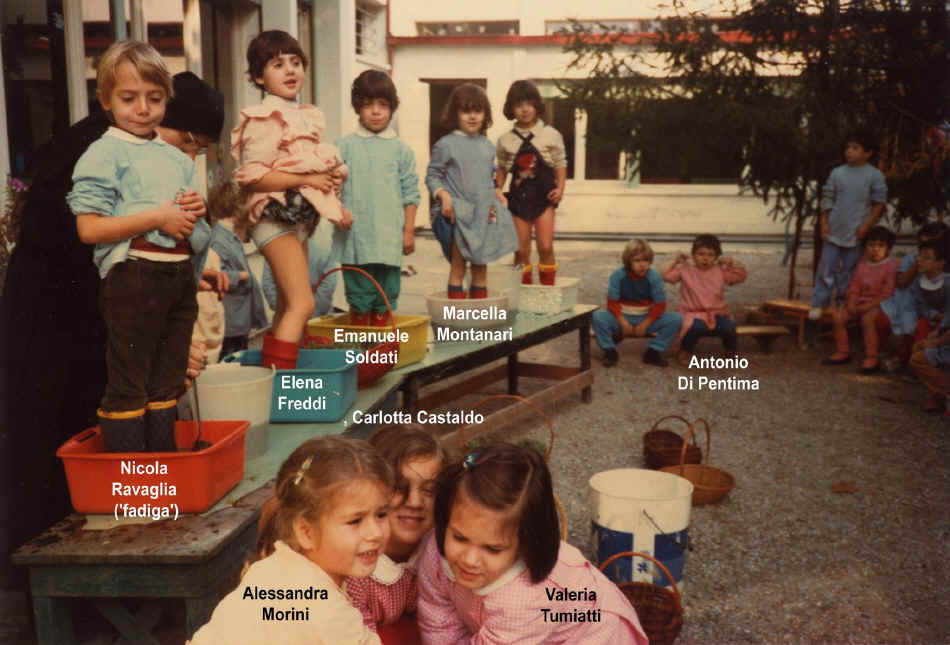 Marcella
Montanari
Emanuele
Soldati
Antonio
Di Pentima
Elena
Freddi
, Carlotta Castaldo
Nicola
Ravaglia
('fadiga')
Alessandra
Morini
Valeria
Tumiatti